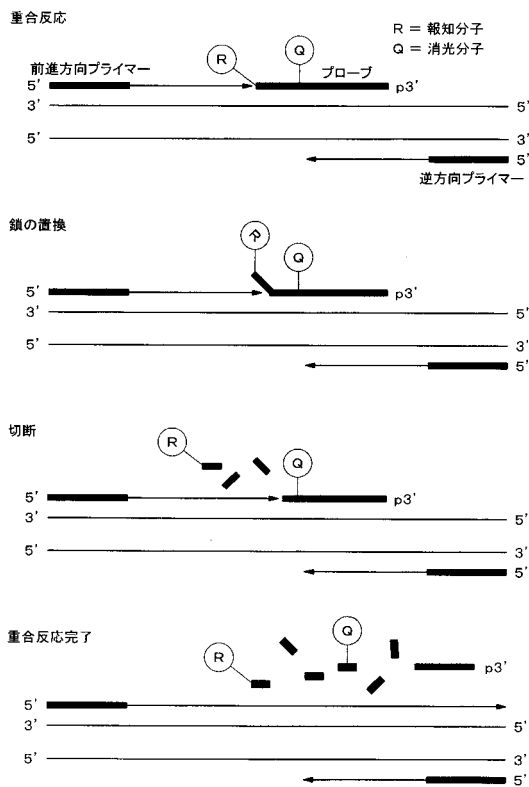 重合反応
R = 報知分子
Q = 消光分子
R
Q
前進方向プライマー
プローブ
5'
p3'
3'
5'
5'
3'
5'
逆方向プライマー
鎖の置換
R
Q
5'
p3'
3'
5'
5'
3'
5'
切断
R
Q
5'
p3'
3'
5'
5'
3'
5'
重合反応完了
R
Q
p3'
5'
3'
5'
5'
3'
5'